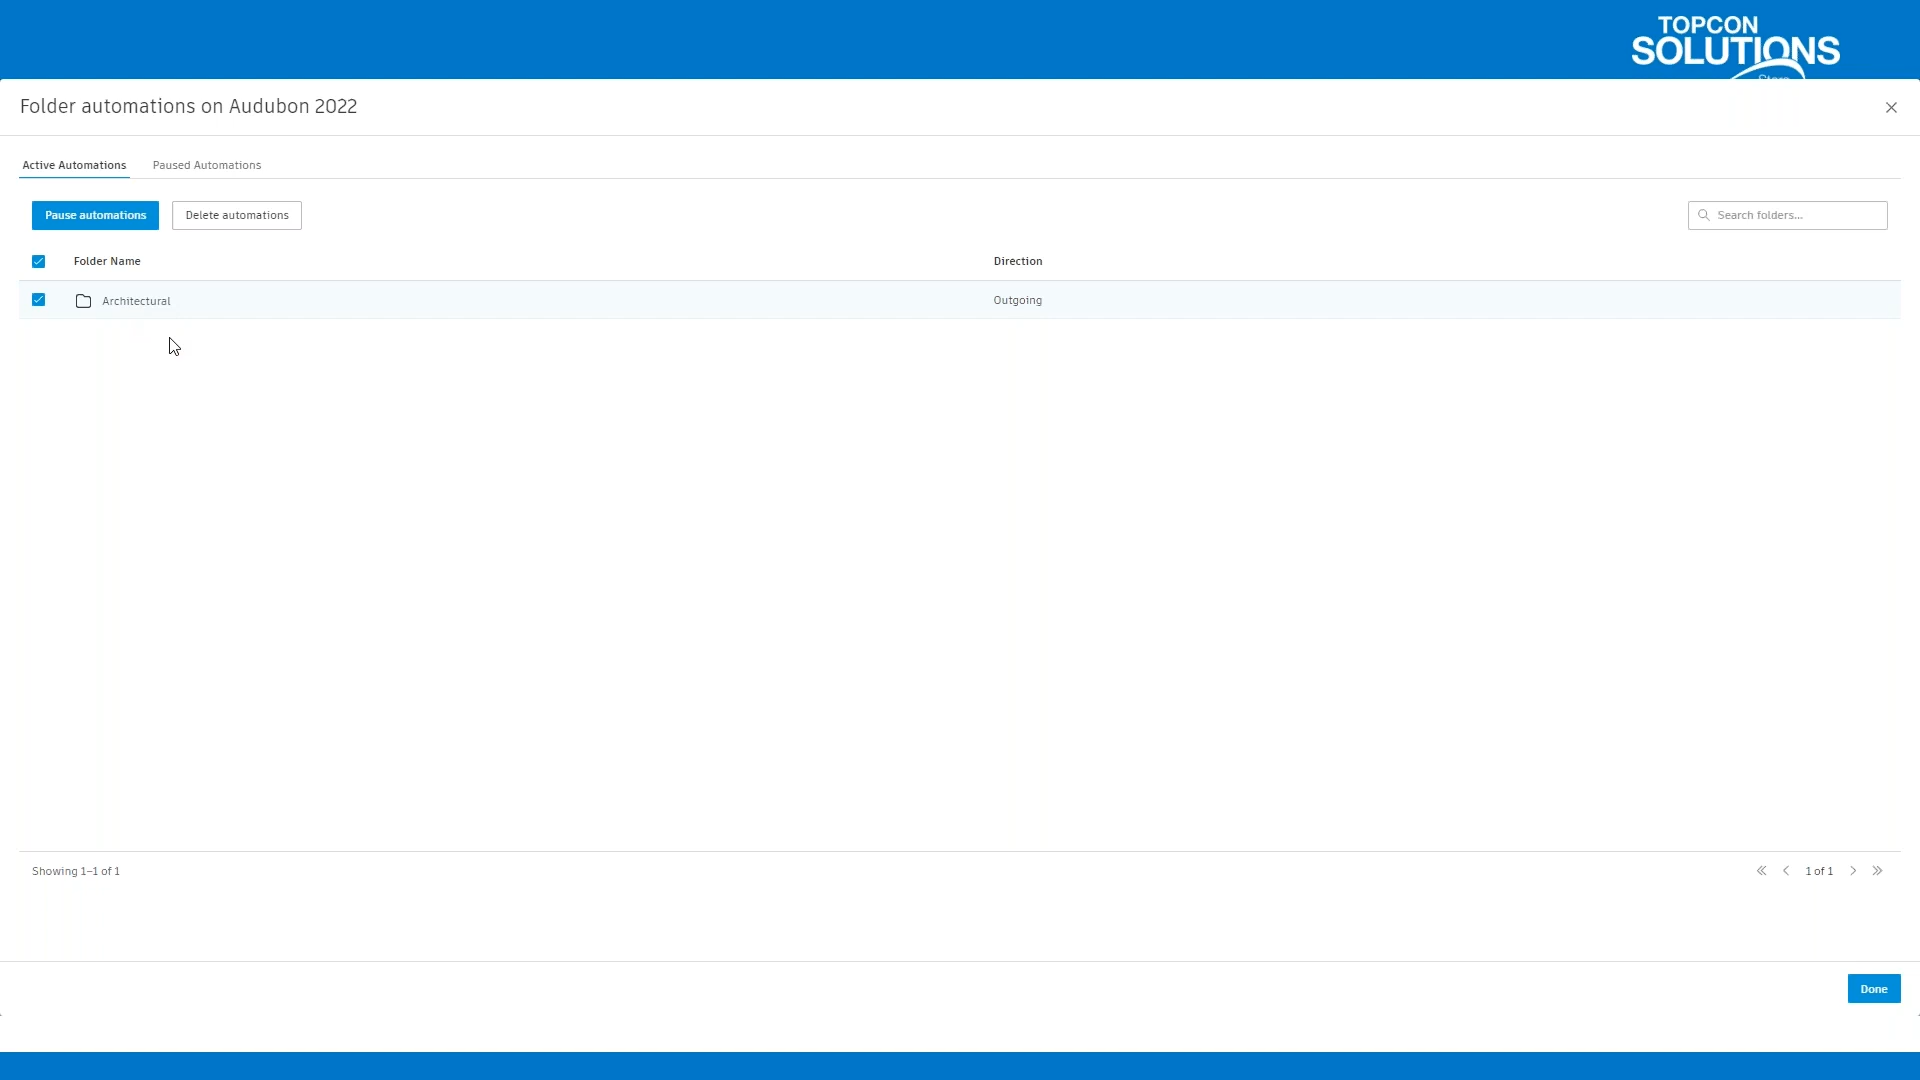 TOPCON
SOLUTIONS
Store
Folder automations on Audubon 2022
Active Automations
Paused Automations
Pause automations
Delete automations
Search folders...
Folder Name
Direction
Architectural
Outgoing
Showing 1–1 of 1
1 of 1
Done